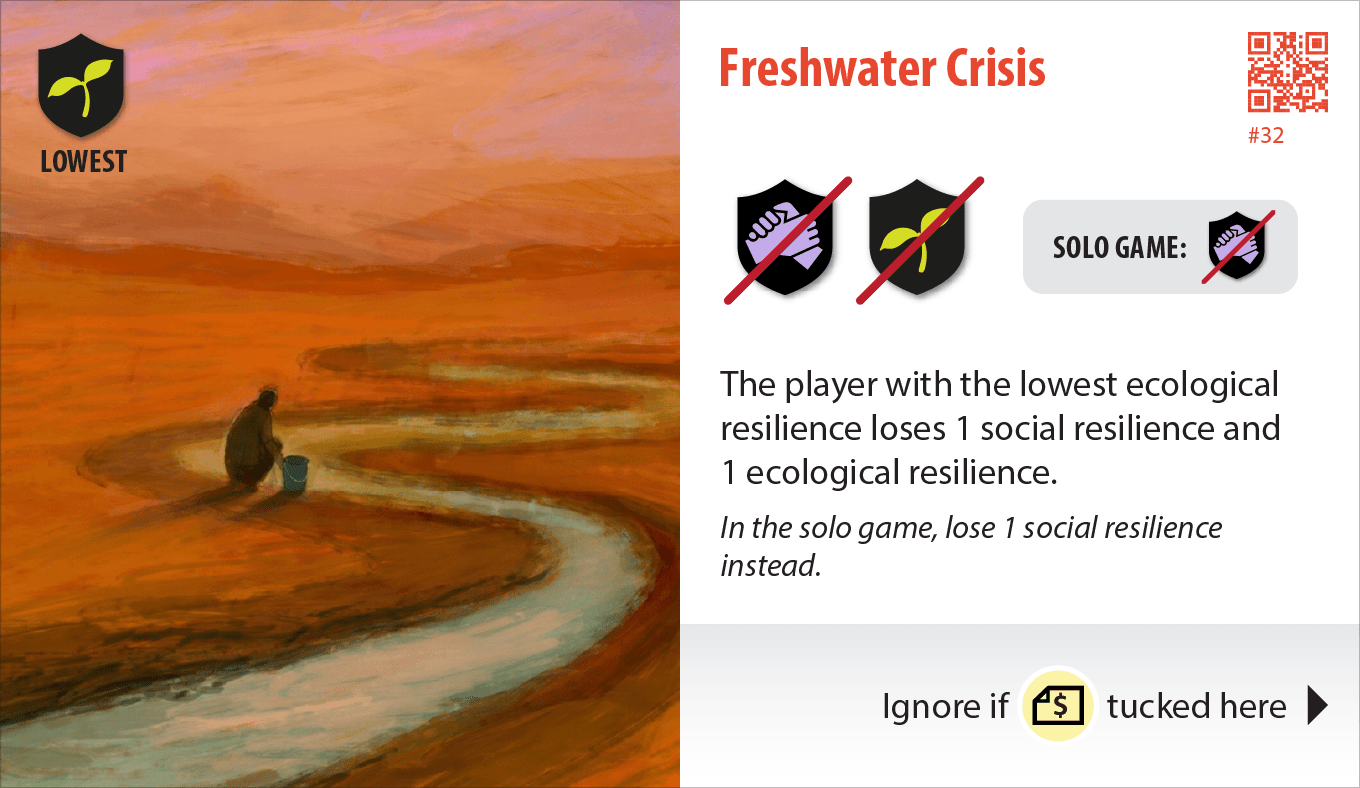 LOWEST
Freshwater Crisis
#32
SOLO GAME:
The player with the lowest ecological
resilience loses 1 social resilience and
1 ecological resilience.
In the solo game, lose 1 social resilience
instead.
Ignore if $ tucked here